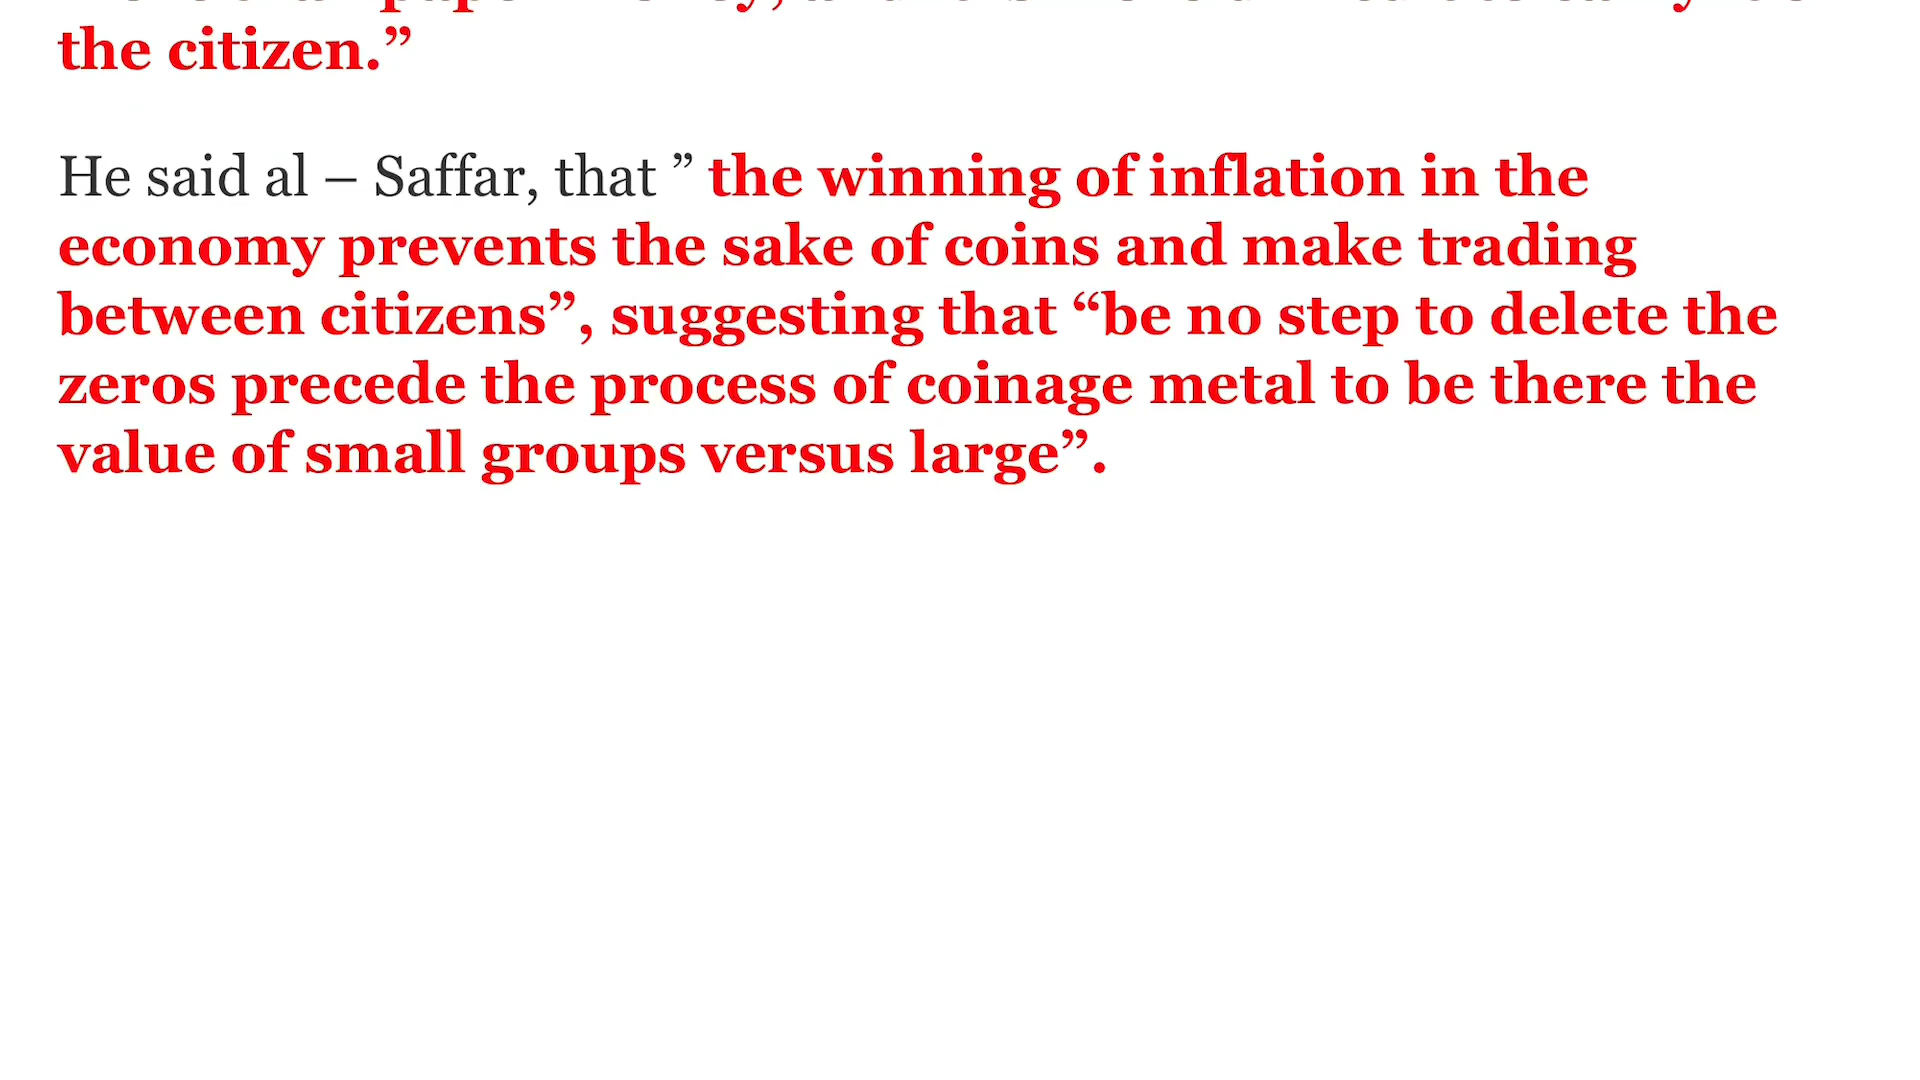 the citizen.”
He said al – Saffar, that ” the winning of inflation in the
economy prevents the sake of coins and make trading
between citizens”, suggesting that “be no step to delete the
zeros precede the process of coinage metal to be there the
value of small groups versus large”.